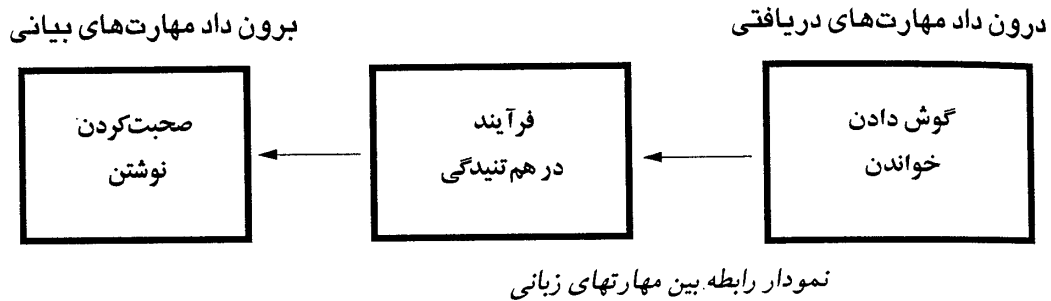 درون داد مهارت‌های دریافتی
گوش دادن
خواندن
فرآیند
در هم تنیدگی
برون داد مهارت‌های بیانی
صحبت‌کردن
نوشتن
نمودار رابطه بین مهارتهای زبانی